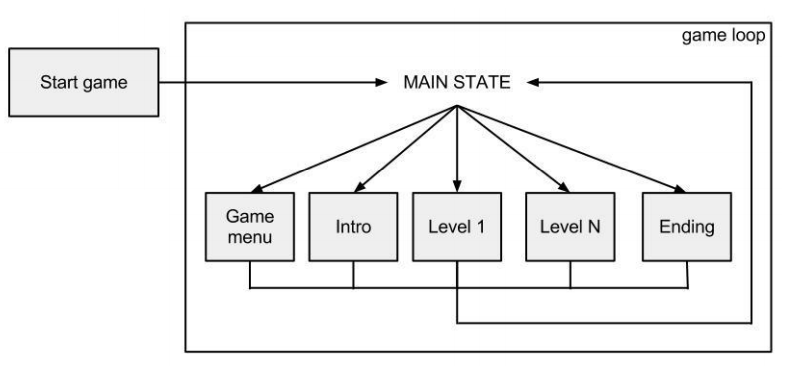 game loop
Start game
MAIN STATE
Game
menu
Intro
Level 1
Level N
Ending